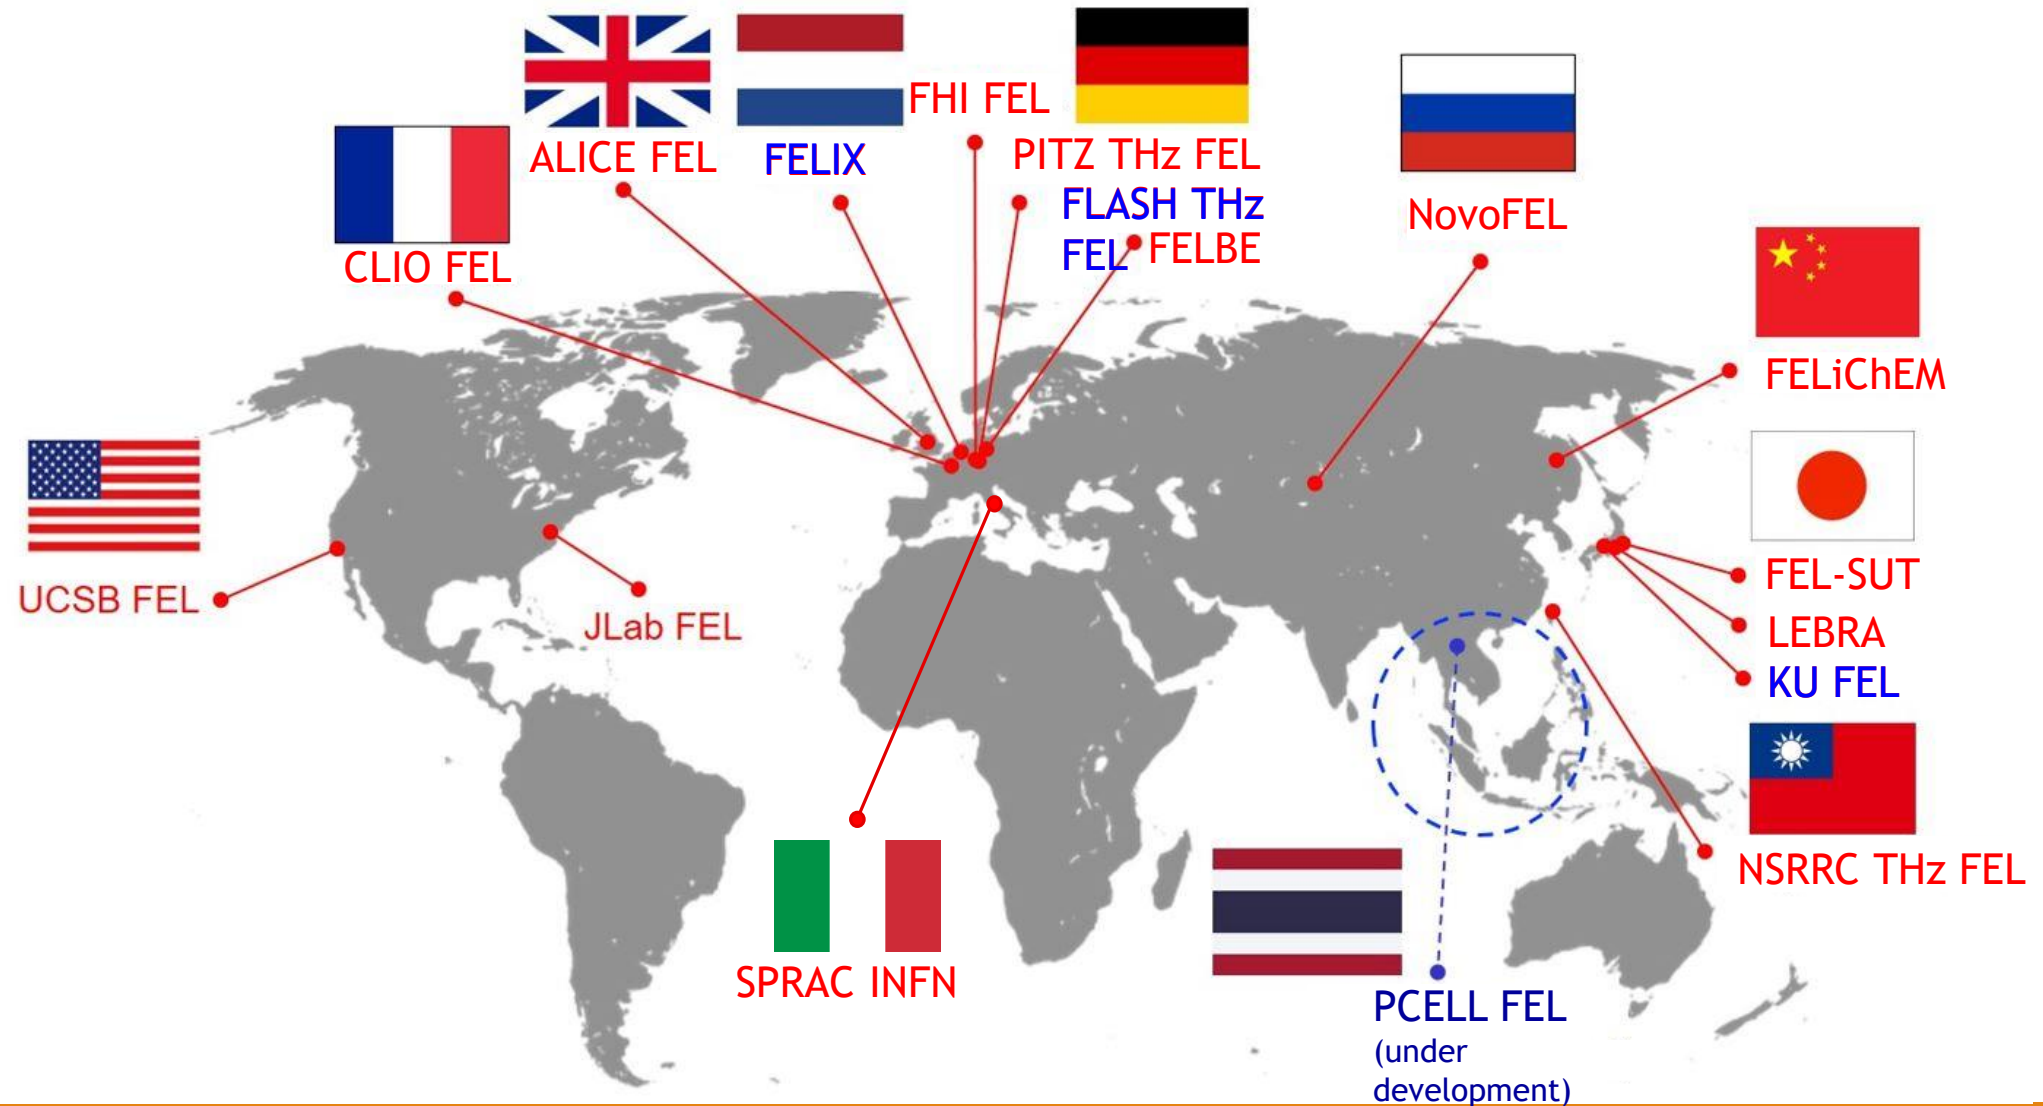 FHI FEL
ALICE FEL
FELIX
PITZ THz FEL
FLASH THz
FEL
FELBE
CLIO FEL
NovoFEL
FELiChEM
UCSB FEL
JLab FEL
FEL-SUT
LEBRA
KU FEL
NSRRC THz FEL
SPRAC INFN
PCELL FEL
(under
development)